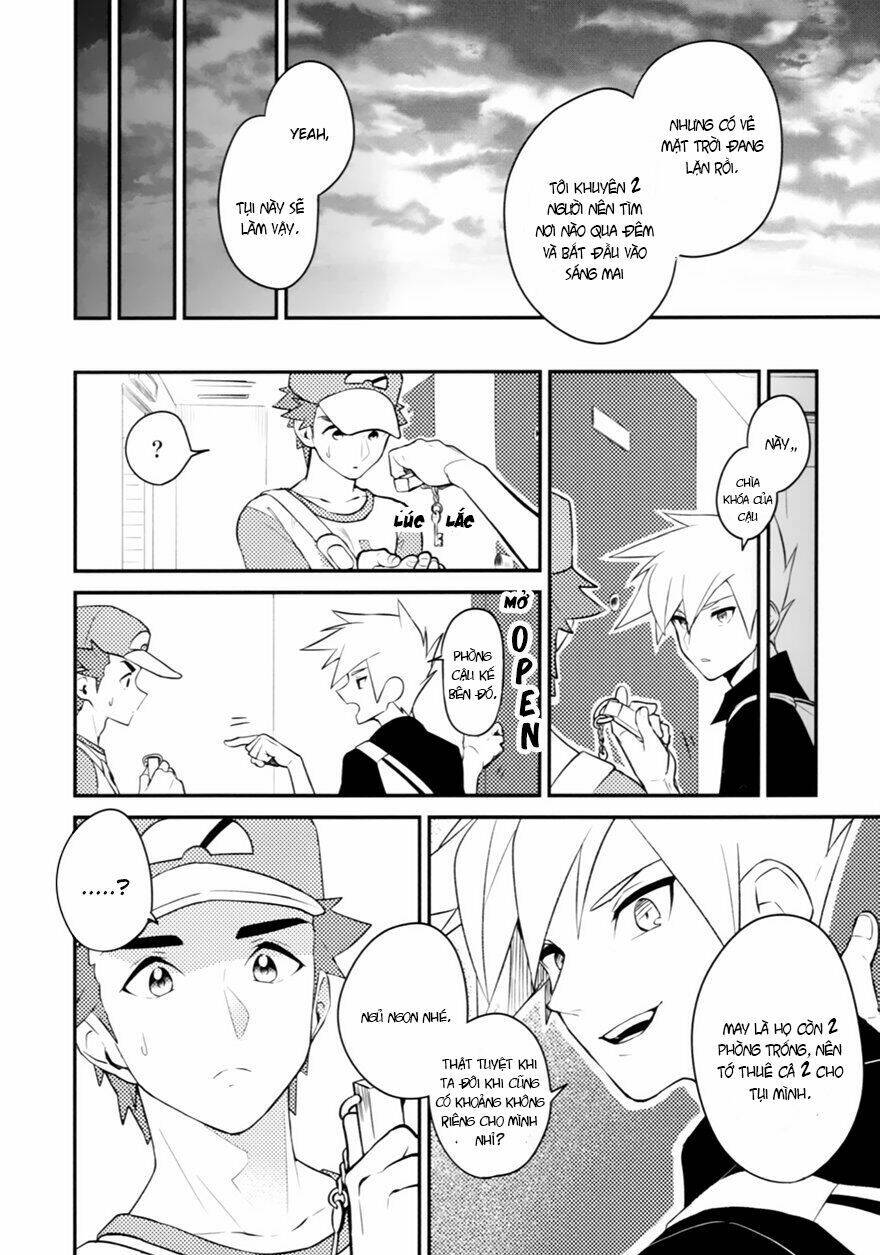 NHƯNG CÓ VẺ
MẶT TRỜI ĐANG
LẶN RỒI.
TÔI KHUYÊN 2
NGƯỜI NÊN TÌM
NƠI NÀO QUA ĐÊM
VÀ BẮT ĐẦU VÀO
SÁNG MAI
YEAH,
TỤI NÀY SẼ
LÀM VẬY.
NÀY,,
CHÌA
KHÓA CỦA
CẬU
?
LÚC LẮC
MỞ
OPEN
PHÒNG
CẬU KẾ
BÊN ĐÓ.
MAY LÀ HỌ CÒN 2
PHÒNG TRỐNG, NÊN
TỚ THUÊ CẢ 2 CHO
TỤI MÌNH.
NGỦ NGON NHÉ.
THẬT TUYỆT KHI
TA ĐÔI KHI CŨNG
CÓ KHOẢNG KHÔNG
RIÊNG CHO MÌNH
NHỈ?
.....?